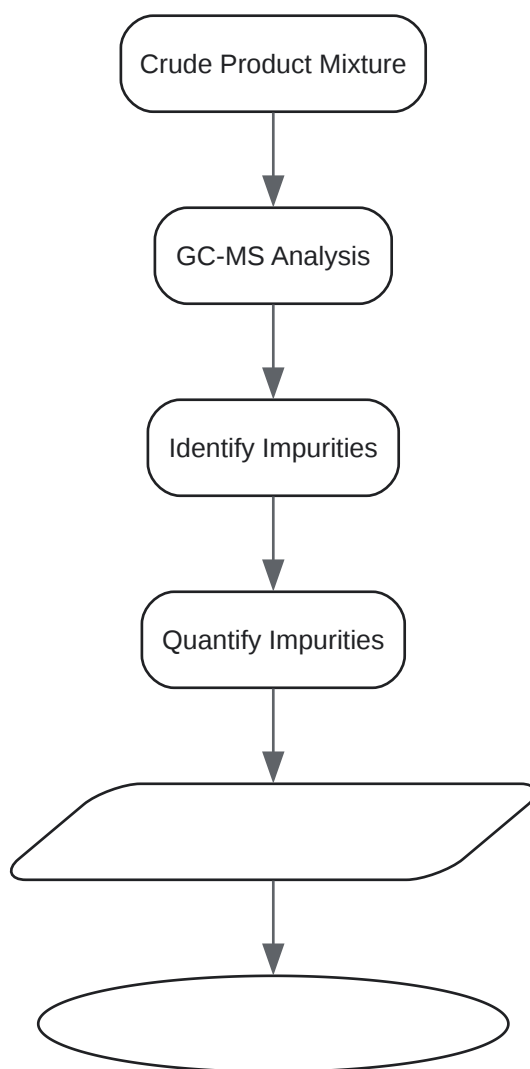 Crude Product Mixture
GC-MS Analysis
Identify Impurities
Quantify Impurities